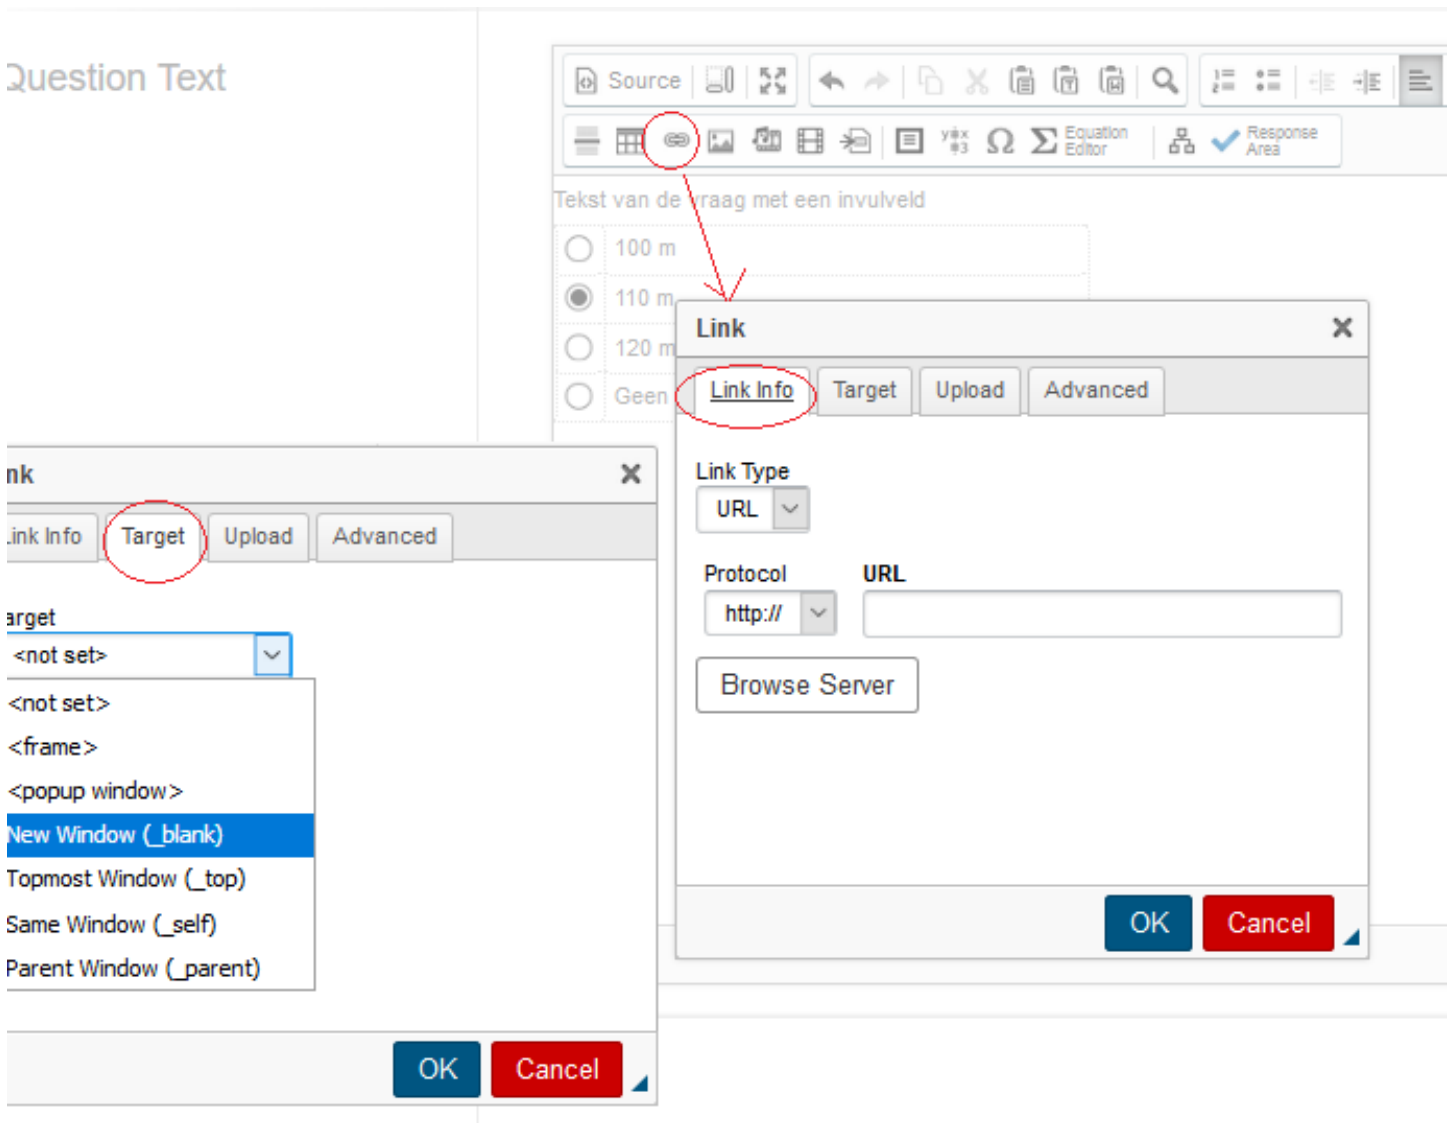 Question Text
Source
Equation Editor
Response Area
Tekst van de vraag met een invulveld
100 m
110 m
120 m
Geen
Link
Link Info Target Upload Advanced
Link Type
URL
Protocol URL
http://
Browse Server
OK Cancel
nk
Link Info Target Upload Advanced
arget
<not set>
<not set>
<frame>
<popup window>
New Window (_blank)
Topmost Window (_top)
Same Window (_self)
Parent Window (_parent)
OK Cancel